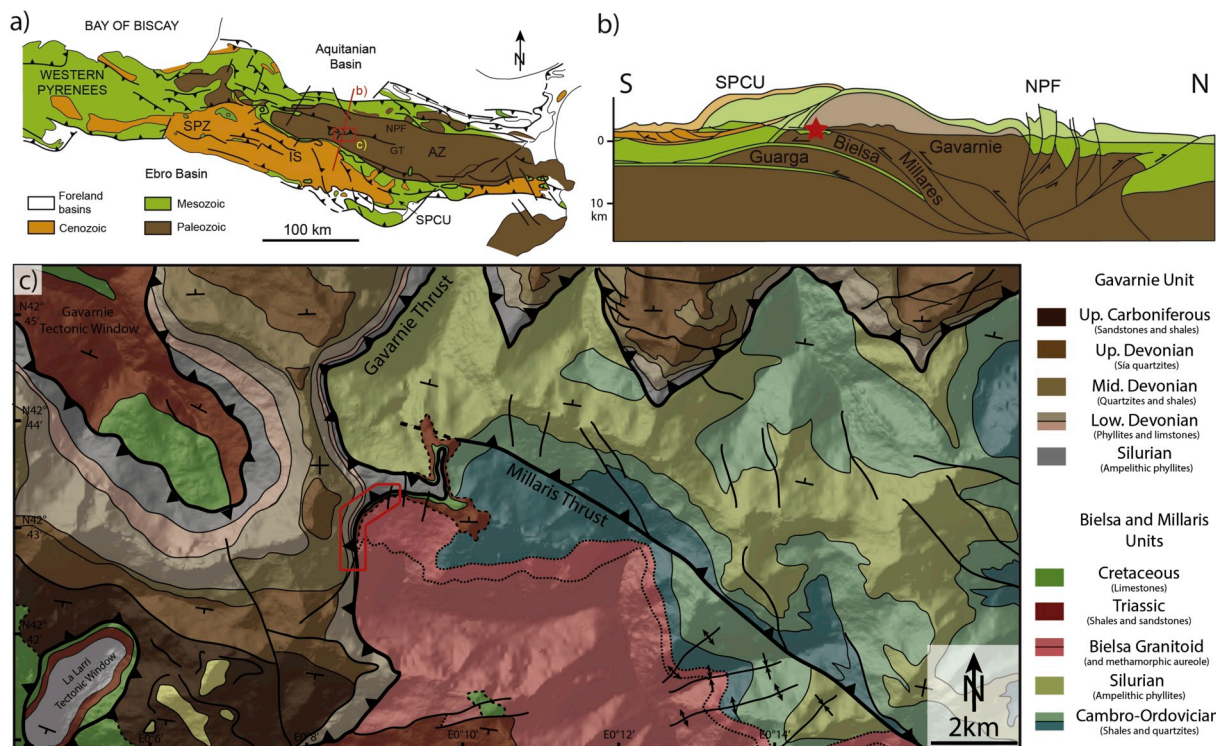 a)
BAY OF BISCAY
Aquitanian
Basin
N
WESTERN
PYRENEES
b)
NPF
SPZ
c)
GT
AZ
IS
Ebro Basin
SPCU
Foreland
basins
Mesozoic
Cenozoic
Paleozoic
100 km
b)
S
SPCU
NPF
N
0
0
Guarga
Bielsa
Millares
Gavarnie
10
km
10
c)
N42°
45'
Gavarnie
Tectonic Window
Gavarnie Thrust
N42°
44'
Millaris Thrust
N42°
43'
N42°
42'
La Larri
Tectonic Window
E0°6'
E0°8'
E0°10'
E0°12'
E0°14'
N
2km
Gavarnie Unit
Up. Carboniferous
(Sandstones and shales)
Up. Devonian
(Sía quartzites)
Mid. Devonian
(Quartzites and shales)
Low. Devonian
(Phyllites and limstones)
Silurian
(Ampelithic phyllites)
Bielsa and Millaris
Units
Cretaceous
(Limestones)
Triassic
(Shales and sandstones)
Bielsa Granitoid
(and methamorphic aureole)
Silurian
(Ampelithic phyllites)
Cambro-Ordovician
(Shales and quartzites)